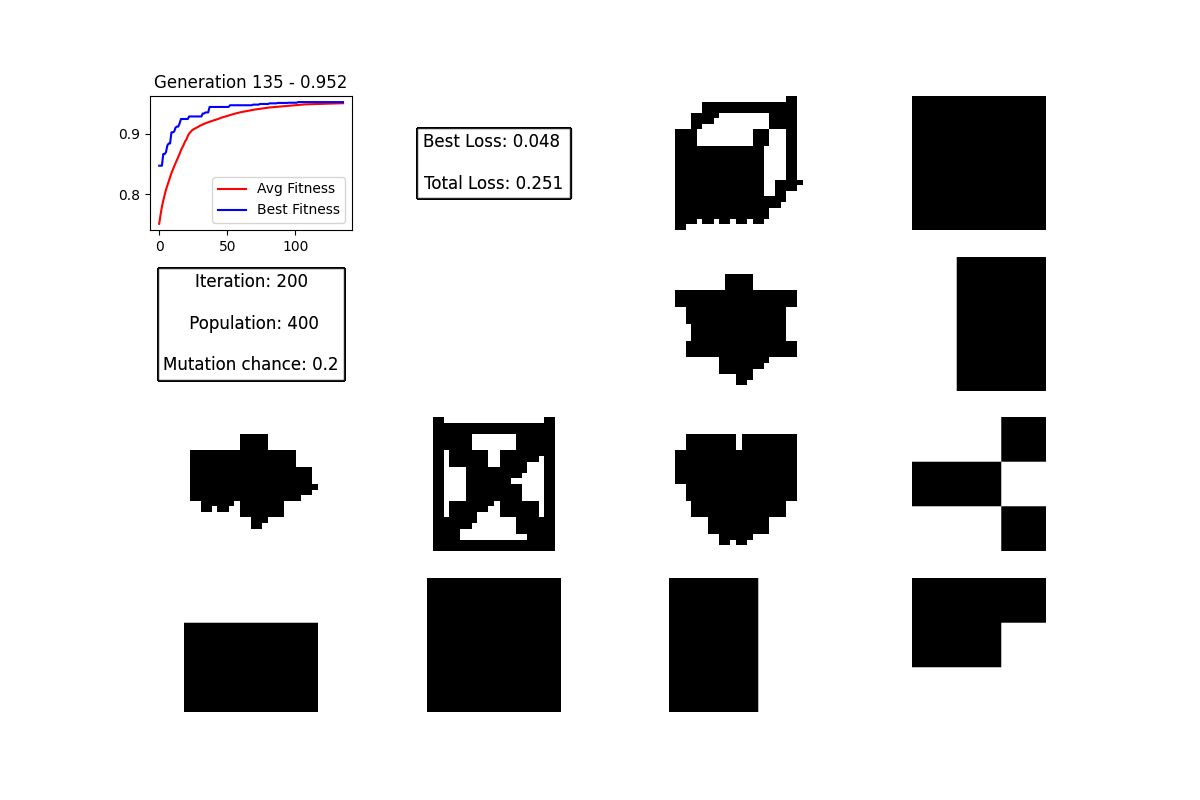 Generation 135 - 0.952
0.9
0.8
Avg Fitness
Best Fitness
0 50 100
Best Loss: 0.048
Total Loss: 0.251
Iteration: 200
Population: 400
Mutation chance: 0.2